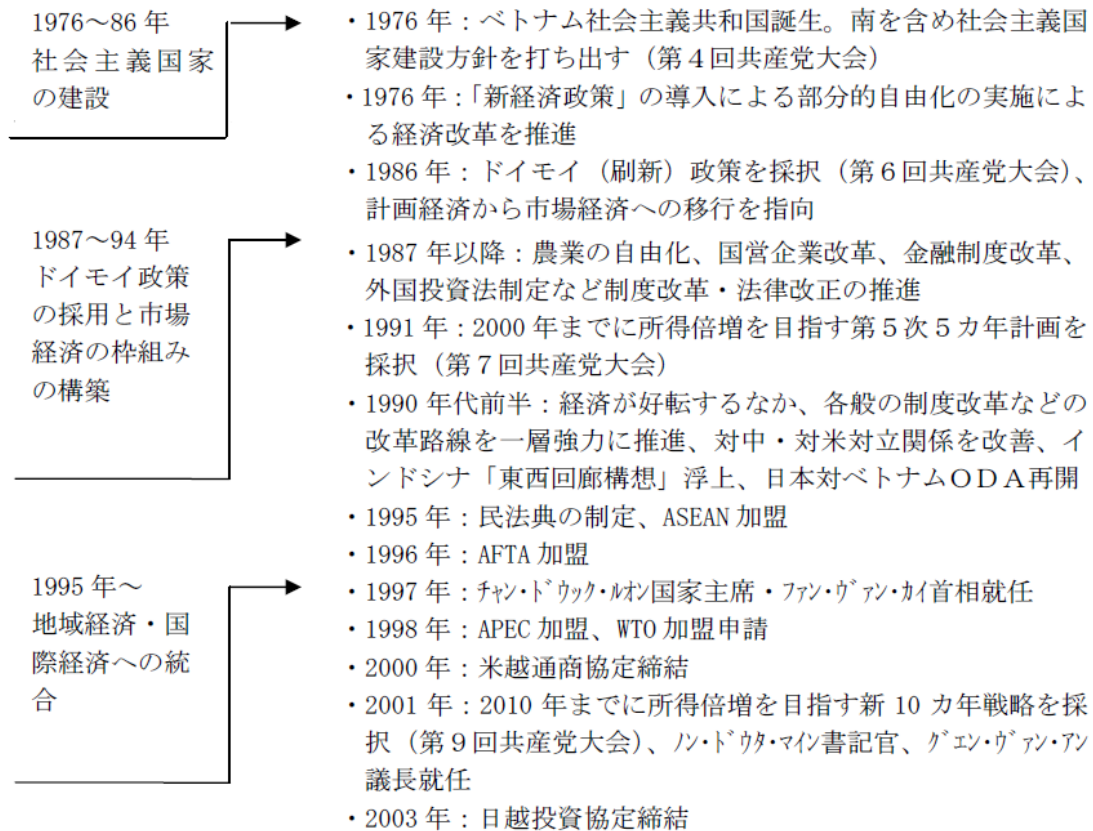 1976～86 年
社会主義国家
の建設
・1976 年：ベトナム社会主義共和国誕生。南を含め社会主義国
家建設方針を打ち出す（第４回共産党大会）
・1976 年：「新経済政策」の導入による部分的自由化の実施によ
る経済改革を推進
・1986 年：ドイモイ（刷新）政策を採択（第６回共産党大会）、
計画経済から市場経済への移行を指向
1987～94 年
ドイモイ政策
の採用と市場
経済の枠組み
の構築
・1987 年以降：農業の自由化、国営企業改革、金融制度改革、
外国投資法制定など制度改革・法律改正の推進
・1991 年：2000 年までに所得倍増を目指す第５次５カ年計画を
採択（第７回共産党大会）
・1990 年代前半：経済が好転するなか、各般の制度改革などの
改革路線を一層強力に推進、対中・対米対立関係を改善、イ
ンドシナ「東西回廊構想」浮上、日本対ベトナムＯＤＡ再開
1995 年～
地域経済・国
際経済への統
合
・1995 年：民法典の制定、ASEAN 加盟
・1996 年：AFTA 加盟
・1997 年：ﾁｬﾝ・ﾄﾞｳｯｸ・ﾙｵﾝ国家主席・ﾌｧﾝ・ｳﾞｧﾝ・ｶｲ首相就任
・1998 年：APEC 加盟、WTO 加盟申請
・2000 年：米越通商協定締結
・2001 年：2010 年までに所得倍増を目指す新 10 カ年戦略を採
択（第９回共産党大会）、ﾉﾝ・ﾄﾞｳﾀ・ﾏｲﾝ書記官、ｸﾞｴﾝ・ｳﾞｧﾝ・ｱﾝ
議長就任
・2003 年：日越投資協定締結